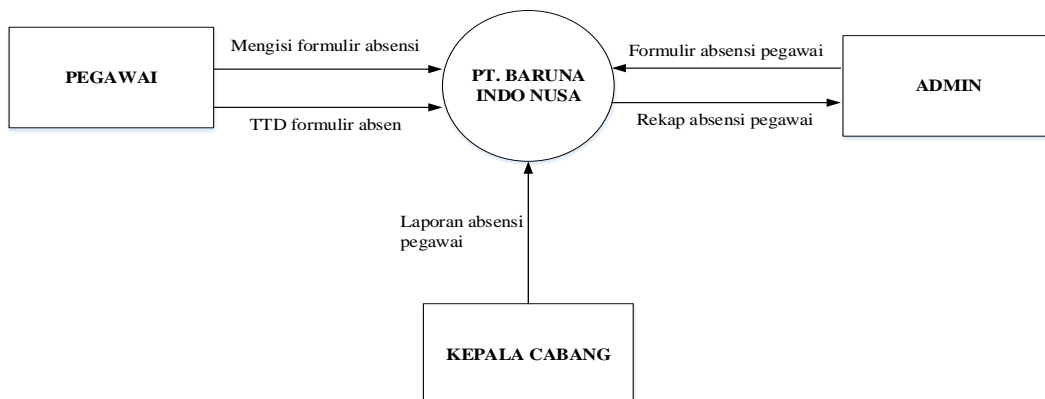 PEGAWAI
Mengisi formulir absensi
TTD formulir absen
PT. BARUNA
INDO NUSA
Formulir absensi pegawai
Rekap absensi pegawai
ADMIN
Laporan absensi
pegawai
KEPALA CABANG